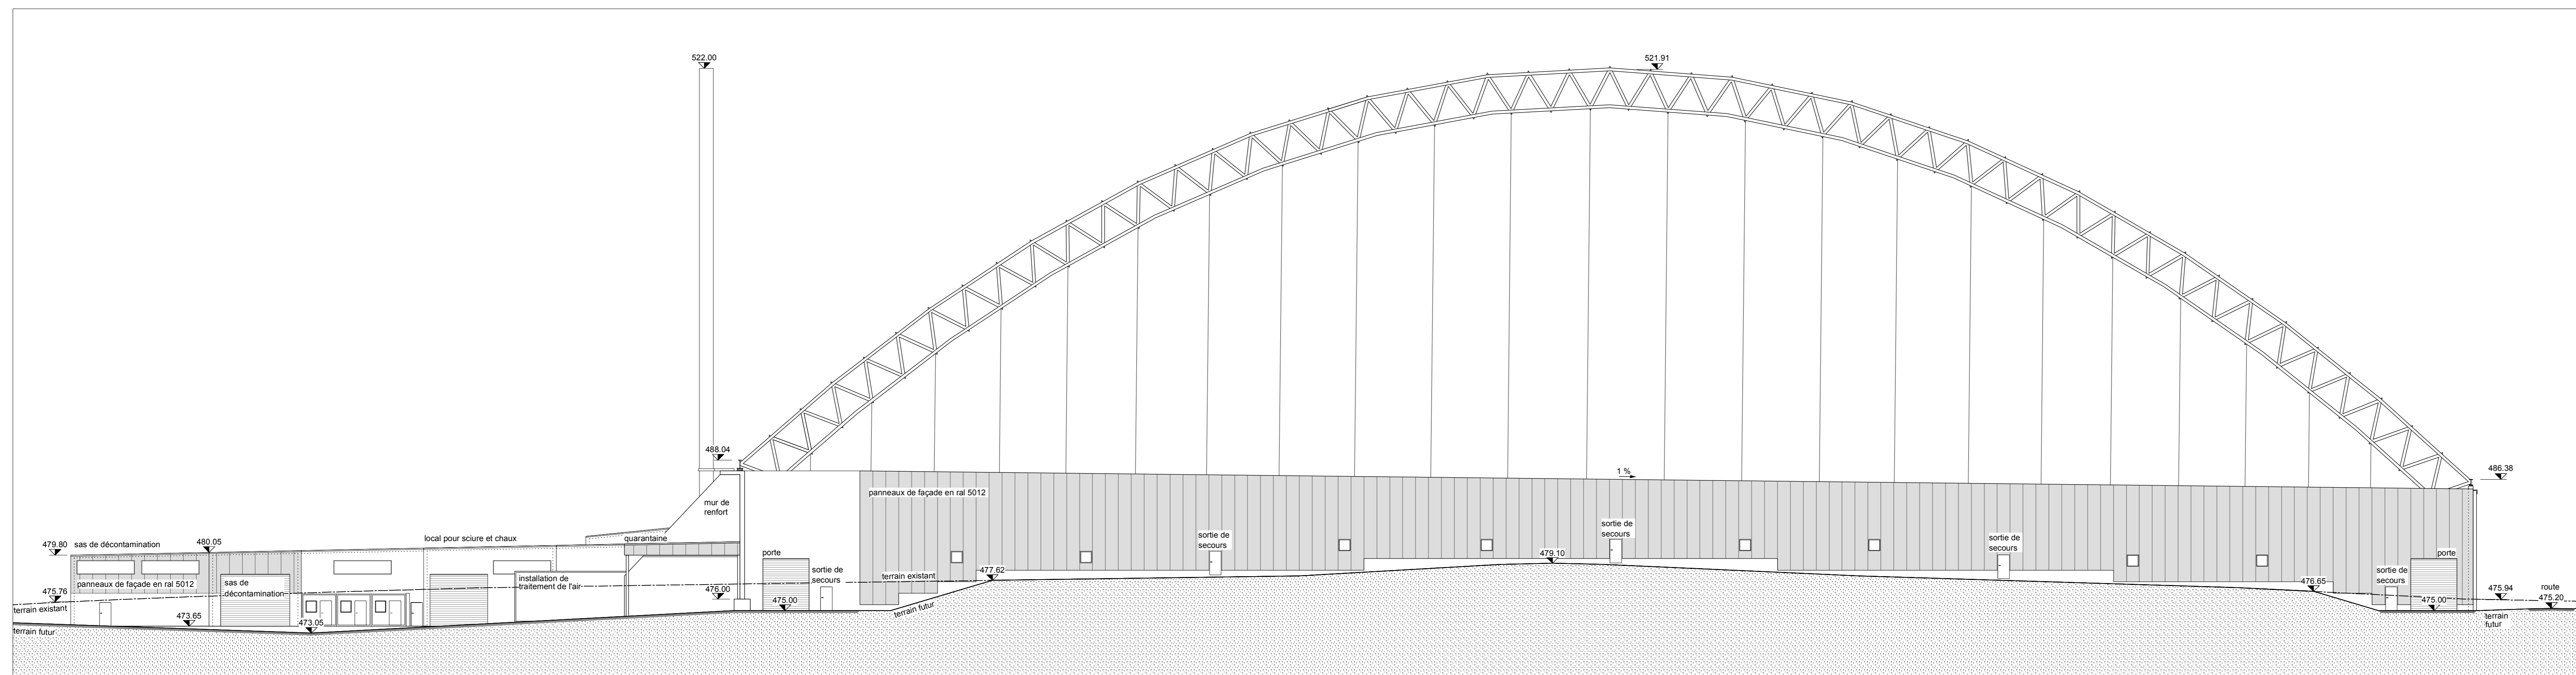 522.00
521.91
488.04
486.38
1 %
panneaux de façade en ral 5012
mur de
renfort
sortie de
secours
sortie de
secours
sortie de
secours
local pour sciure et chaux
quarantaine
479.80
sas de décontamination
480.05
porte
479.10
porte
sortie de
secours
477.62
terrain existant
installation de
traitement de l'air
sas de
décontamination
panneaux de façade en ral 5012
sortie de
secours
476.65
475.76
476.00
475.00
475.00
475.94
route
475.20
terrain existant
473.65
473.05
terrain futur
terrain futur
terrain
futur